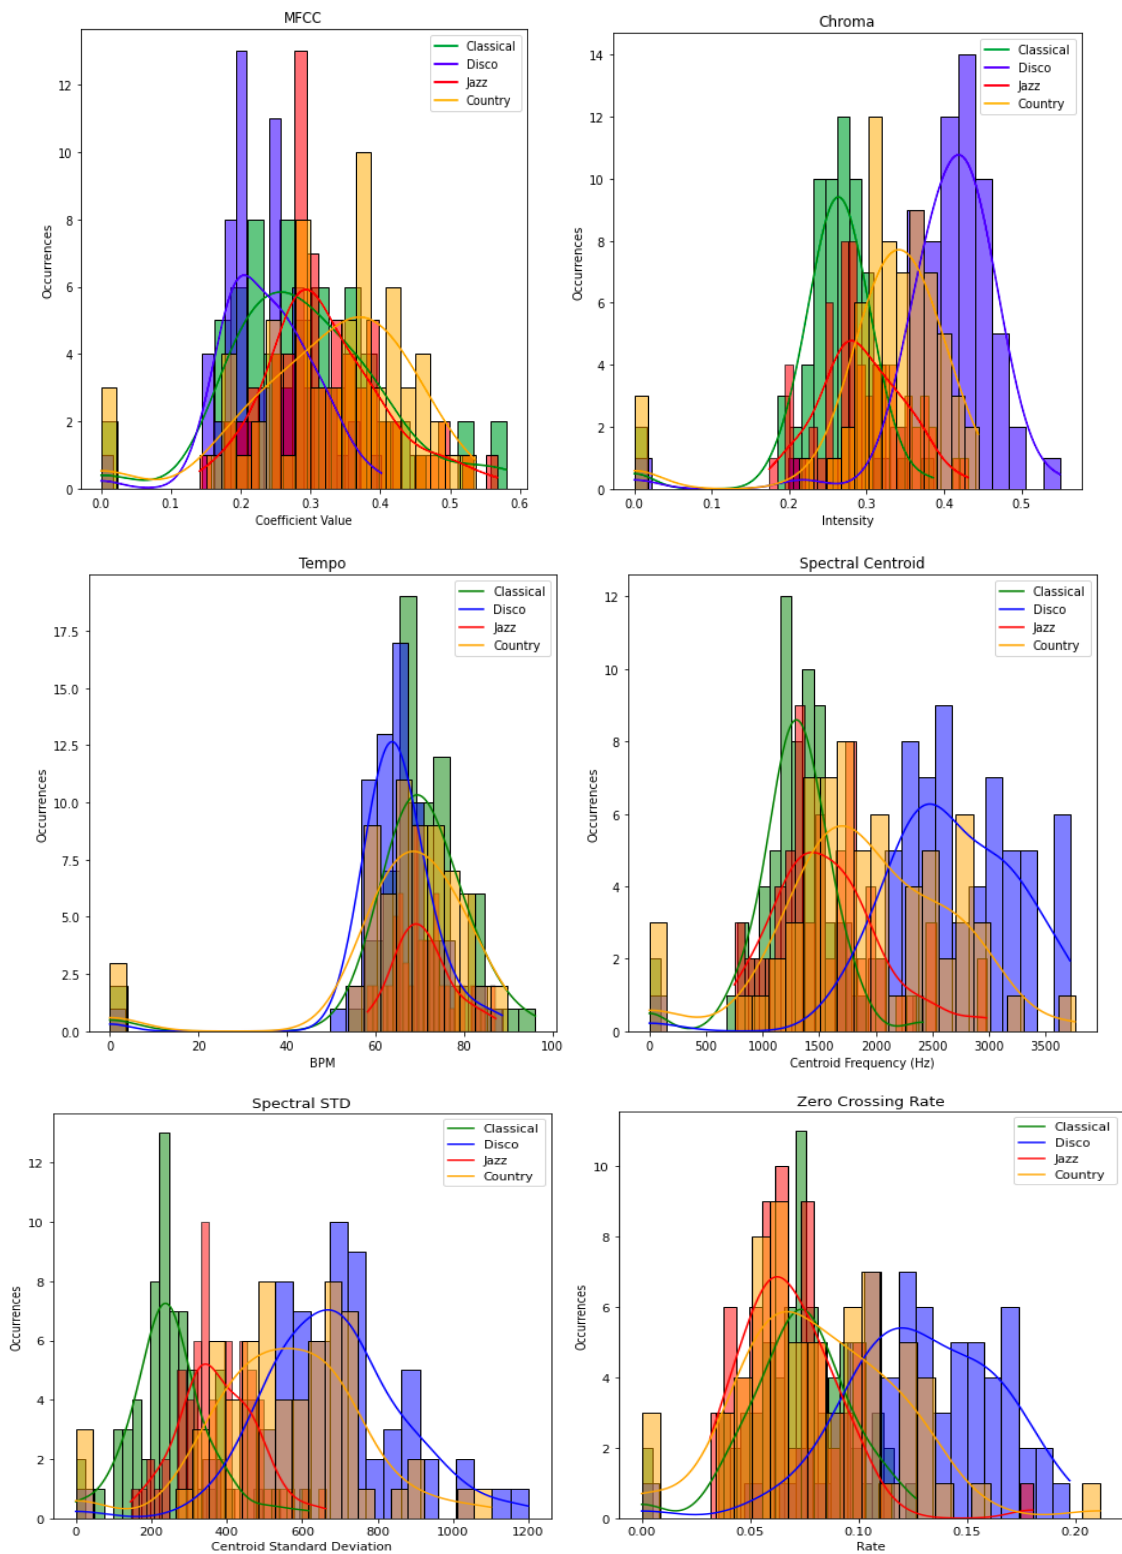 MFCC
Classical
Disco
Jazz
Country
12
10
8
6
4
2
0
Occurrences
0.0 0.1 0.2 0.3 0.4 0.5 0.6
Coefficient Value
Chroma
Classical
Disco
Jazz
Country
14
12
10
8
6
4
2
0
Occurrences
0.0 0.1 0.2 0.3 0.4 0.5
Intensity
Tempo
Classical
Disco
Jazz
Country
17.5
15.0
12.5
10.0
7.5
5.0
2.5
0.0
Occurrences
0 20 40 60 80 100
BPM
Spectral Centroid
Classical
Disco
Jazz
Country
12
10
8
6
4
2
0
Occurrences
0 500 1000 1500 2000 2500 3000 3500
Centroid Frequency (Hz)
Spectral STD
Classical
Disco
Jazz
Country
12
10
8
6
4
2
0
Occurrences
0 200 400 600 800 1000 1200
Centroid Standard Deviation
Zero Crossing Rate
Classical
Disco
Jazz
Country
10
8
6
4
2
0
Occurrences
0.00 0.05 0.10 0.15 0.20
Rate